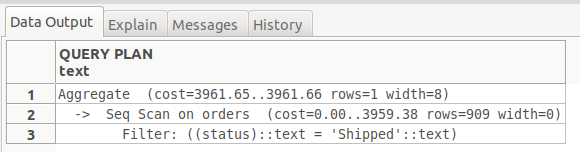 Data Output Explain Messages History
QUERY PLAN
text
1 Aggregate (cost=3961.65..3961.66 rows=1 width=8)
2 -> Seq Scan on orders (cost=0.00..3959.38 rows=909 width=0)
3 Filter: ((status)::text = 'Shipped'::text)